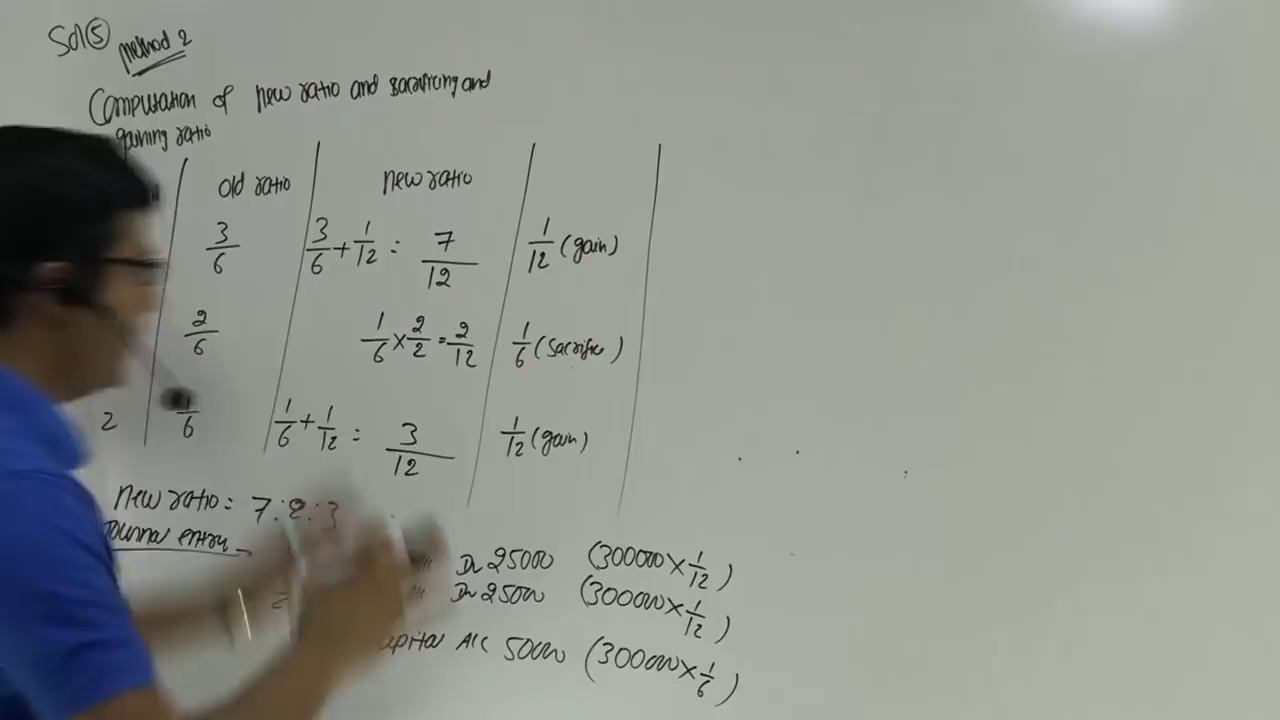 Sol ⑤
method 2
Computation of new ratio and sacrificing and
gaining ratio
old ratio new ratio
3/6 3/6 + 1/12 = 7/12 1/12 (gain)
2/6 1/6 × 2/2 = 2/12 1/6 (sacrifice)
2 1/6 1/6 + 1/12 = 3/12 1/12 (gain)
new ratio = 7:2:3
Journal entry
Dr 25000 (300000 × 1/12)
Dr 25000 (300000 × 1/12)
A/C 50000 (300000 × 1/6)